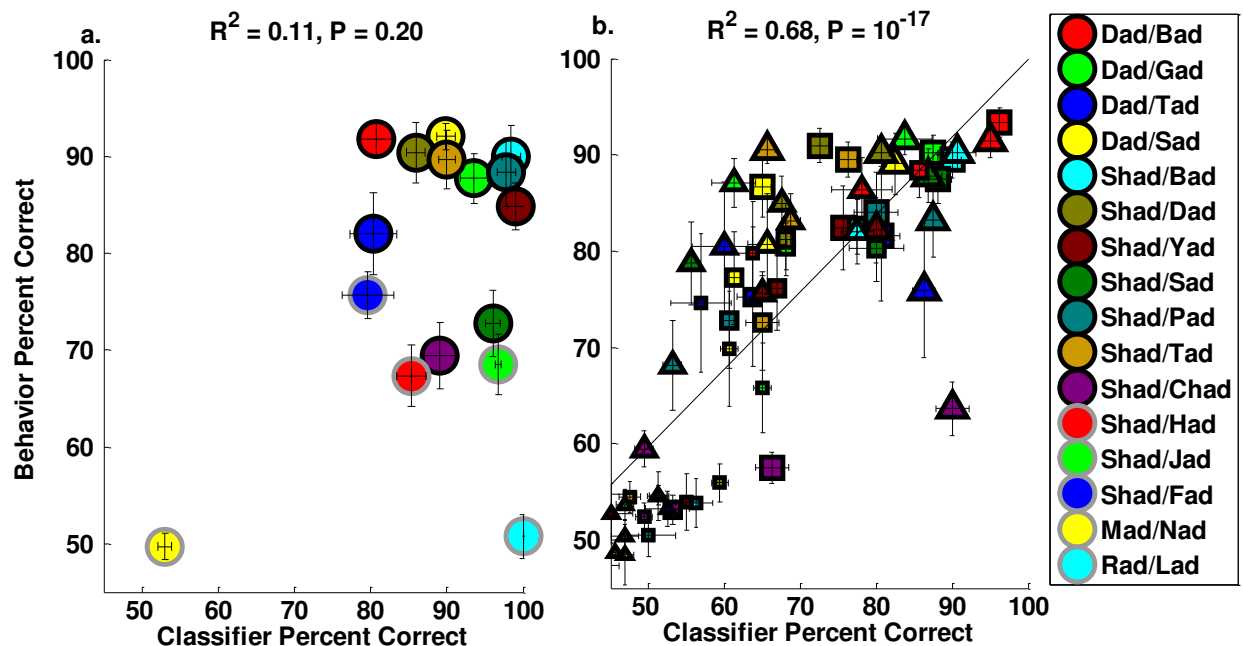 a.
R² = 0.11, P = 0.20
b.
R² = 0.68, P = 10⁻¹⁷
Behavior Percent Correct
100
90
80
70
60
50
50 60 70 80 90 100
Classifier Percent Correct
100
90
80
70
60
50
50 60 70 80 90 100
Classifier Percent Correct
Dad/Bad
Dad/Gad
Dad/Tad
Dad/Sad
Shad/Bad
Shad/Dad
Shad/Yad
Shad/Sad
Shad/Pad
Shad/Tad
Shad/Chad
Shad/Had
Shad/Jad
Shad/Fad
Mad/Nad
Rad/Lad